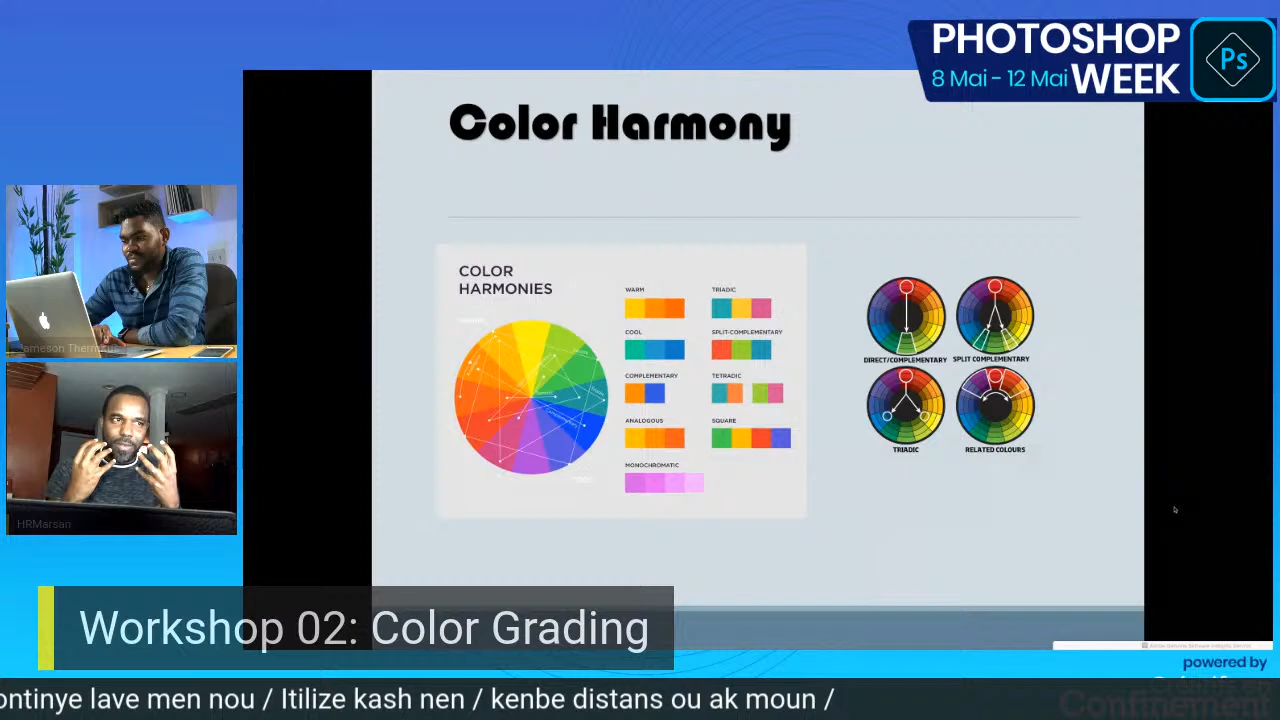 PHOTOSHOP
8 Mai - 12 Mai WEEK
Ps
Color Harmony
COLOR
HARMONIES
WARM
TRIADIC
COOL
SPLIT-COMPLEMENTARY
COMPLEMENTARY
TETRADIC
ANALOGOUS
SQUARE
MONOCHROMATIC
DIRECT/COMPLEMENTARY
SPLIT COMPLEMENTARY
TRIADIC
RELATED COLOURS
Jameson
HRMarsan
Workshop 02: Color Grading
powered by
Confinement
ontinye lave men nou / Itilize kash nen / kenbe distans ou ak moun /